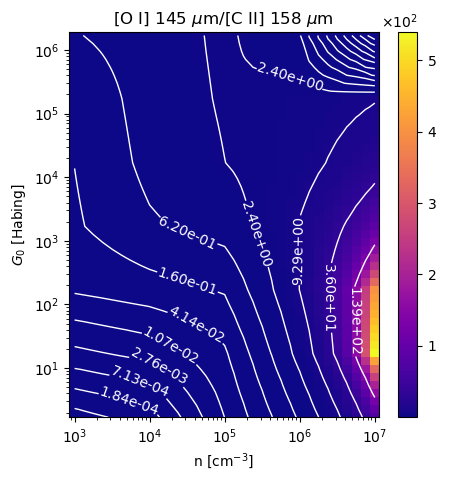 [O I] 145 μm/[C II] 158 μm
×10²
10⁶
10⁵
10⁴
10³
10²
10¹
G₀ [Habing]
2.40e+00
6.20e-01
2.40e+00
9.29e+00
3.60e+01
1.39e+02
1.60e-01
4.14e-02
1.07e-02
2.76e-03
7.13e-04
1.84e-04
5
4
3
2
1
10³
10⁴
10⁵
10⁶
10⁷
n [cm⁻³]